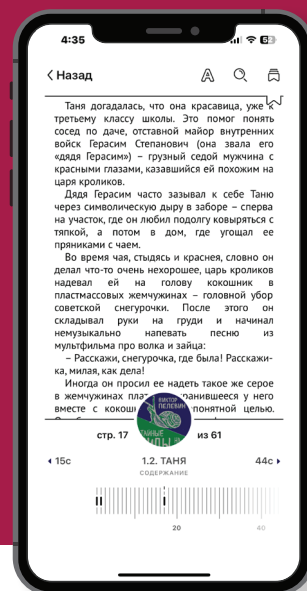 4:35
52
Назад
Таня догадалась, что она красавица, уже к
третьему классу школы. Это помог понять
сосед по даче, отставной майор внутренних
войск Герасим Степанович (она звала его
«дядя Герасим») – грузный седой мужчина с
красными глазами, казавшийся ей похожим на
царя кроликов.
Дядя Герасим часто зазывал к себе Таню
через символическую дыру в заборе – сперва
на участок, где он любил подолгу ковыряться с
тяпкой, а потом в дом, где угощал ее
пряниками с чаем.
Во время чая, стыдясь и краснея, словно он
делал что-то очень нехорошее, царь кроликов
надевал ей на голову кокошник в
пластмассовых жемчужинах – головной убор
советской снегурочки. После этого он
складывал руки на груди и начинал
немузыкально напевать песню из
мультфильма про волка и зайца:
– Расскажи, снегурочка, где была! Расскажи-
ка, милая, как дела!
Иногда он просил ее надеть такое же серое
в жемчужинах плат ранившееся у него
вместе с кокош понятной целью.
ВИКТОР
ПЕЛЕВИН
ТАЙНЫЕ
стр. 17 из 61
15с 1.2. ТАНЯ 44с
СОДЕРЖАНИЕ
20 40